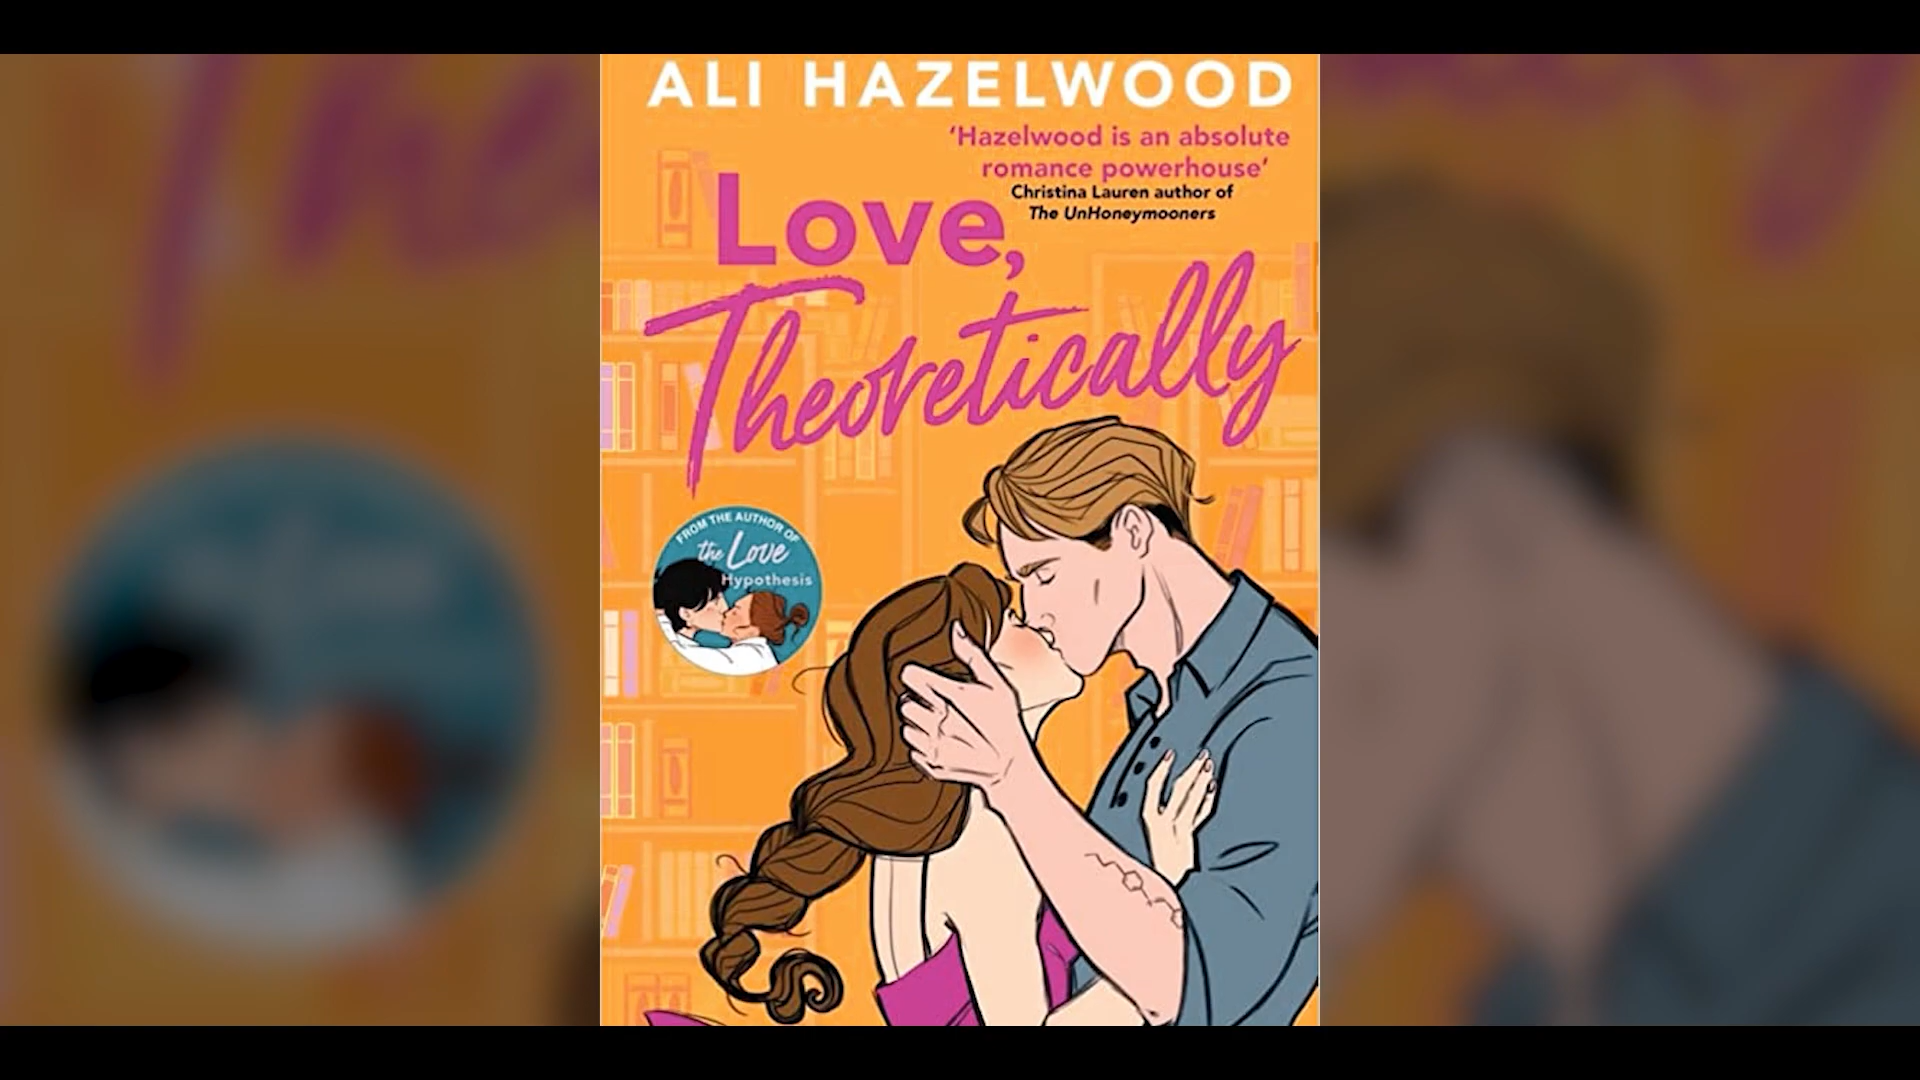 ALI HAZELWOOD
‘Hazelwood is an absolute
romance powerhouse’
Christina Lauren author of
The UnHoneymooners
Love,
Theoretically
FROM THE AUTHOR OF
the Love
Hypothesis